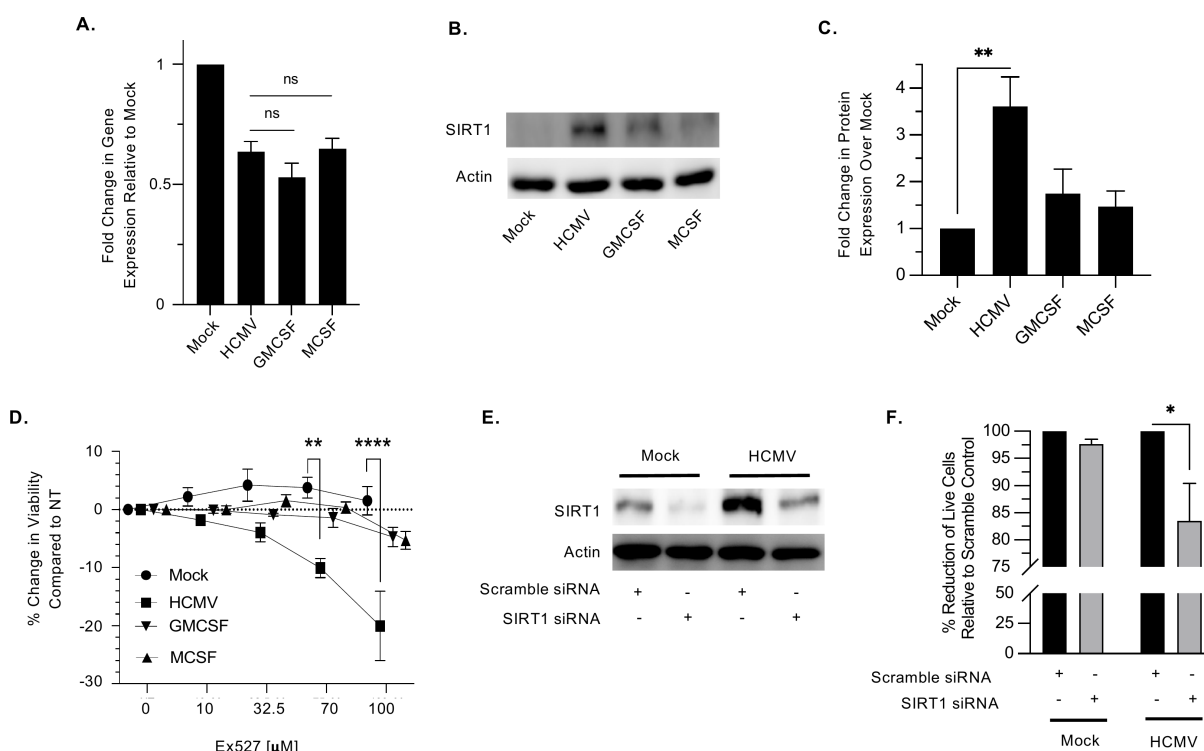 A.
Fold Change in Gene
Expression Relative to Mock
1
0.5
0
ns
ns
Mock
HCMV
GMCSF
MCSF
B.
SIRT1
Actin
Mock
HCMV
GMCSF
MCSF
C.
Fold Change in Protein
Expression Over Mock
4
3
2
1
0
**
Mock
HCMV
GMCSF
MCSF
D.
% Change in Viability
Compared to NT
10
0
-10
-20
-30
** ****
Mock
HCMV
GMCSF
MCSF
0 10 32.5 70 100
Ex527 [µM]
E.
Mock HCMV
SIRT1
Actin
Scramble siRNA + - + -
SIRT1 siRNA - + - +
F.
% Reduction of Live Cells
Relative to Scramble Control
100
95
90
85
80
75
50
25
0
*
Scramble siRNA + - + -
SIRT1 siRNA - + - +
Mock HCMV